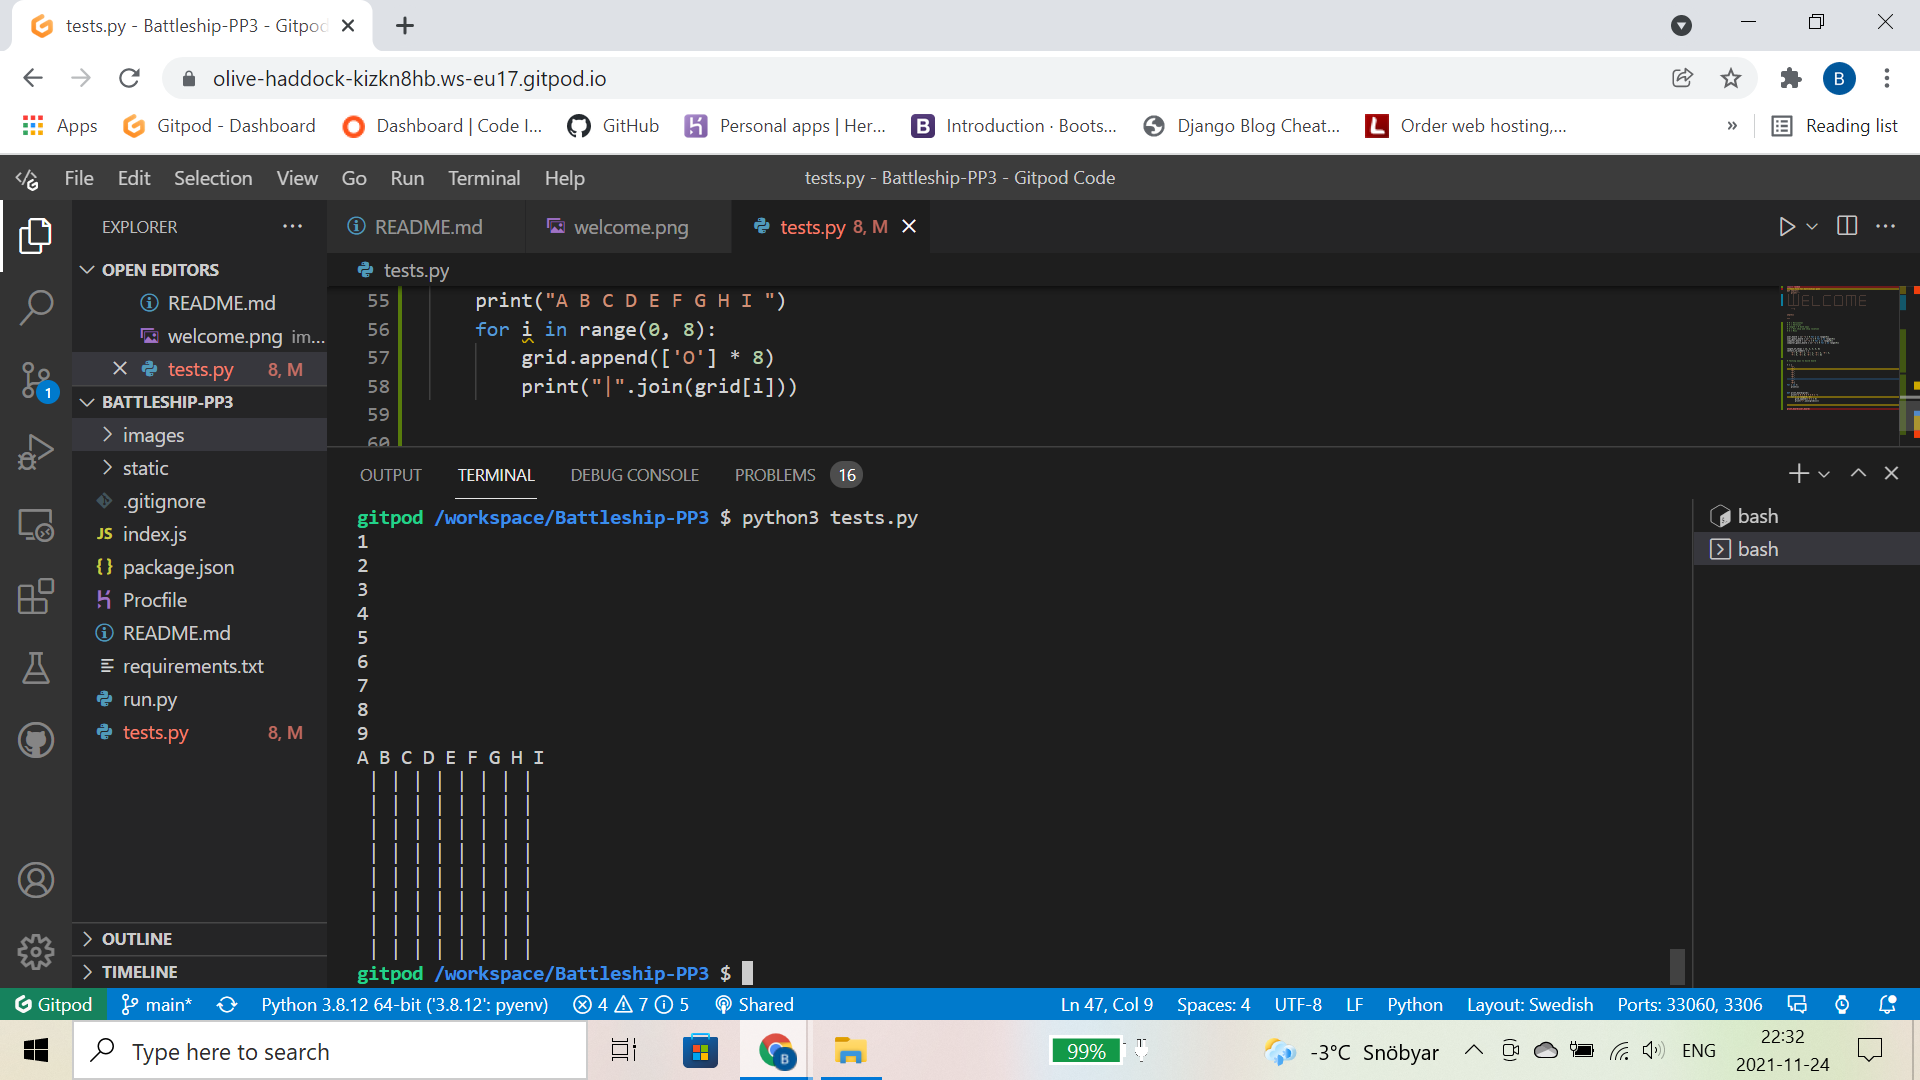 tests.py - Battleship-PP3 - Gitpod
olive-haddock-kizkn8hb.ws-eu17.gitpod.io
B
Apps Gitpod - Dashboard Dashboard | Code I... GitHub Personal apps | Her... Introduction · Boots... Django Blog Cheat... Order web hosting,... » Reading list
File Edit Selection View Go Run Terminal Help tests.py - Battleship-PP3 - Gitpod Code
EXPLORER
README.md welcome.png tests.py 8, M
OPEN EDITORS
README.md
welcome.png im...
tests.py 8, M
BATTLESHIP-PP3
images
static
.gitignore
JS index.js
{} package.json
Procfile
README.md
requirements.txt
run.py
tests.py 8, M
OUTLINE
TIMELINE
1
tests.py
55 print("A B C D E F G H I ")
56 for i in range(0, 8):
57 grid.append(['O'] * 8)
58 print("|".join(grid[i]))
59
60
WELCOME
OUTPUT TERMINAL DEBUG CONSOLE PROBLEMS 16
gitpod /workspace/Battleship-PP3 $ python3 tests.py
1
2
3
4
5
6
7
8
9
A B C D E F G H I
| | | | | | | |
| | | | | | | |
| | | | | | | |
| | | | | | | |
| | | | | | | |
| | | | | | | |
| | | | | | | |
| | | | | | | |
gitpod /workspace/Battleship-PP3 $
bash
bash
Gitpod main* Python 3.8.12 64-bit ('3.8.12': pyenv) 4 7 5 Shared Ln 47, Col 9 Spaces: 4 UTF-8 LF Python Layout: Swedish Ports: 33060, 3306
Type here to search
B
99%
-3°C Snöbyar
ENG
22:32
2021-11-24